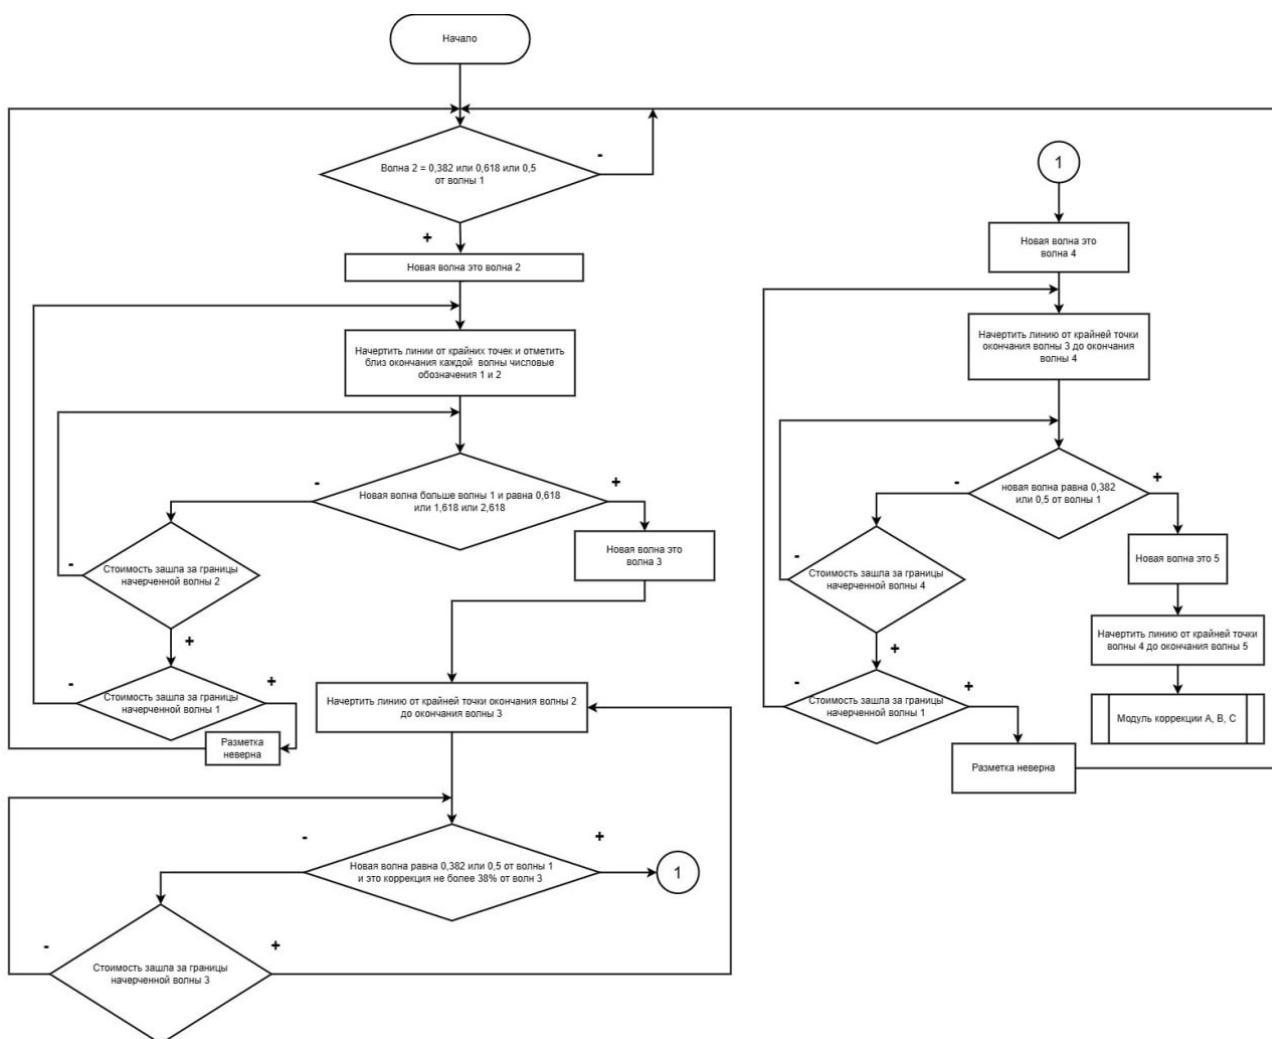 Начало
Волна 2 = 0,382 или 0,618 или 0,5
от волны 1
-
+
Новая волна это волна 2
Начертить линии от крайних точек и отметить
близ окончания каждой волны числовые
обозначения 1 и 2
Новая волна больше волны 1 и равна 0,618
или 1,618 или 2,618
-
+
Новая волна это
волна 3
Стоимость зашла за границы
начерченной волны 2
-
+
Стоимость зашла за границы
начерченной волны 1
-
+
Разметка
неверна
Начертить линию от крайней точки окончания волны 2
до окончания волны 3
Новая волна равна 0,382 или 0,5 от волны 1
и это коррекция не более 38% от волн 3
-
+
1
Стоимость зашла за границы
начерченной волны 3
-
+
1
Новая волна это
волна 4
Начертить линию от крайней точки
окончания волны 3 до окончания
волны 4
новая волна равна 0,382
или 0,5 от волны 1
-
+
Новая волна это 5
Начертить линию от крайней точки
волны 4 до окончания волны 5
Модуль коррекции A, B, C
Стоимость зашла за границы
начерченной волны 4
-
+
Стоимость зашла за границы
начерченной волны 1
-
+
Разметка неверна